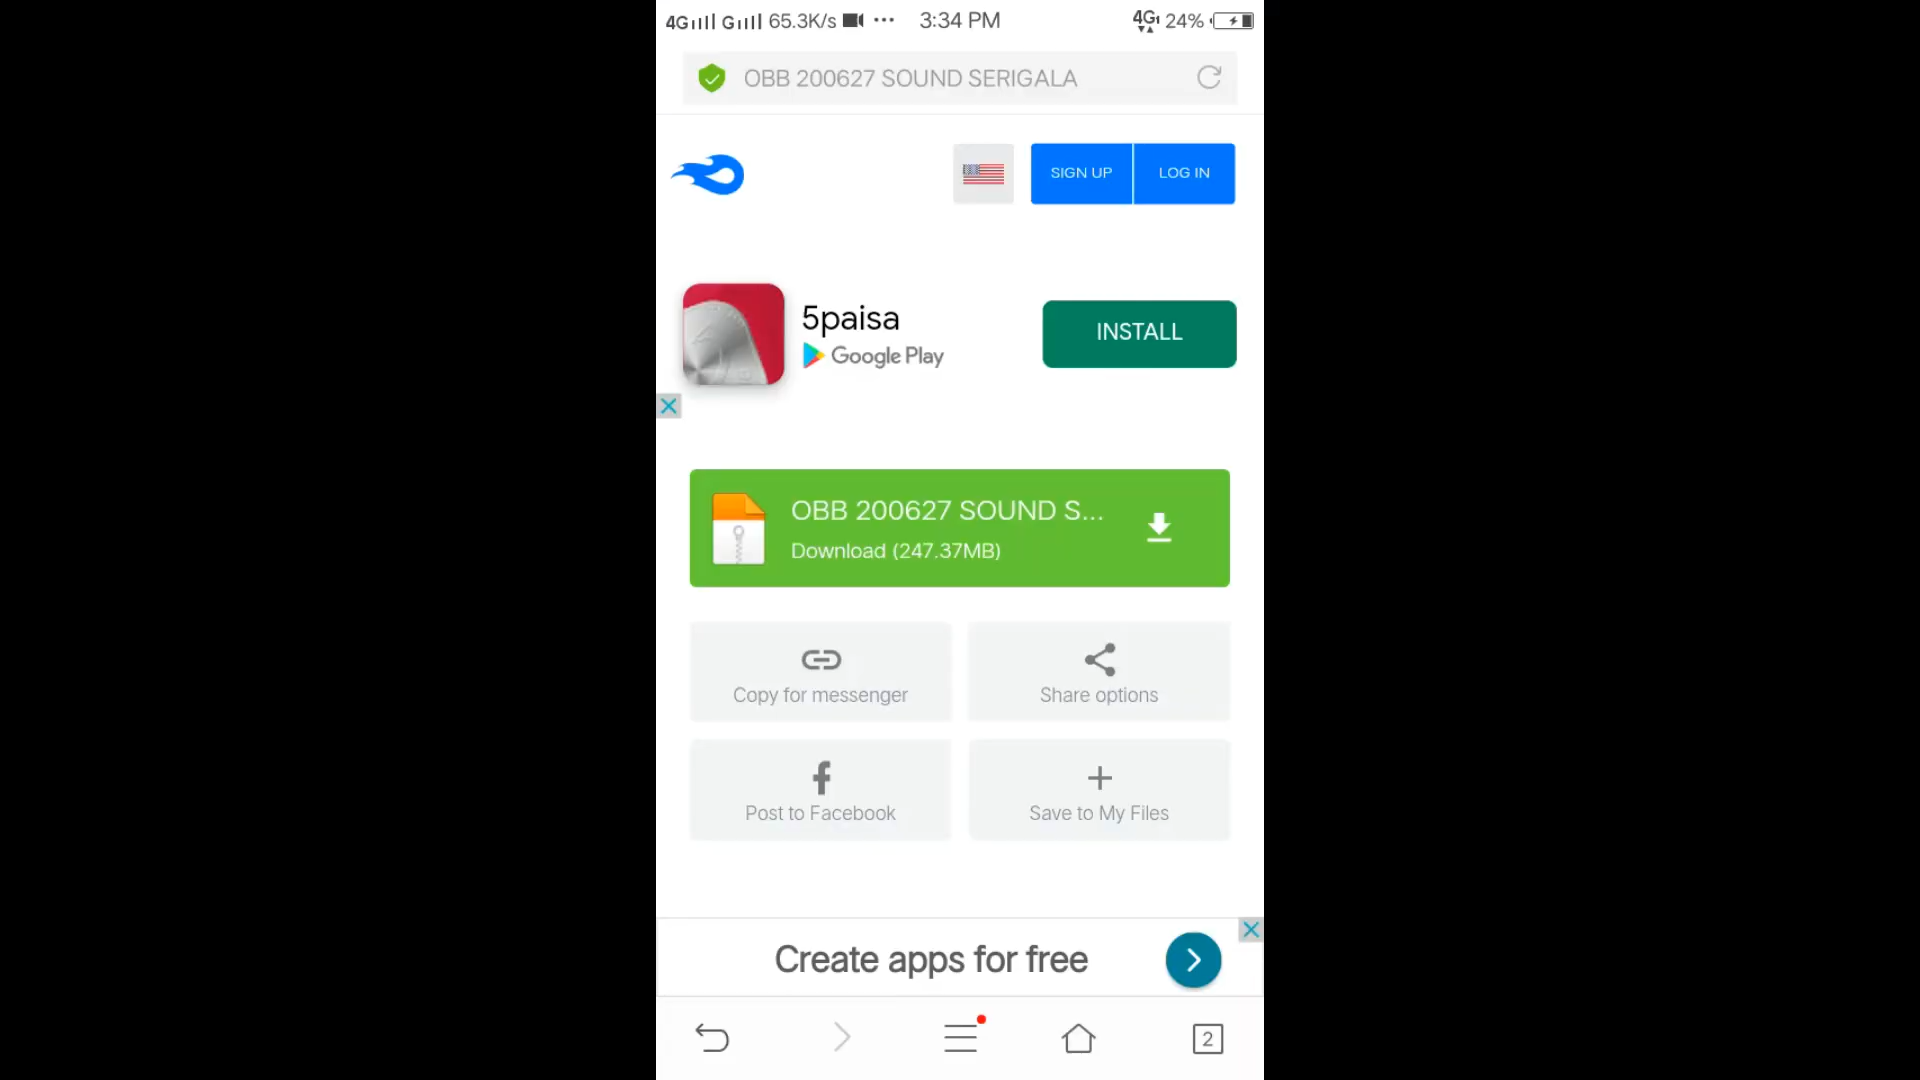 4G G 65.3K/s ... 3:34 PM 4G 24%
OBB 200627 SOUND SERIGALA
SIGN UP LOG IN
5paisa
Google Play
INSTALL
OBB 200627 SOUND S...
Download (247.37MB)
Copy for messenger
Share options
Post to Facebook
Save to My Files
Create apps for free
2